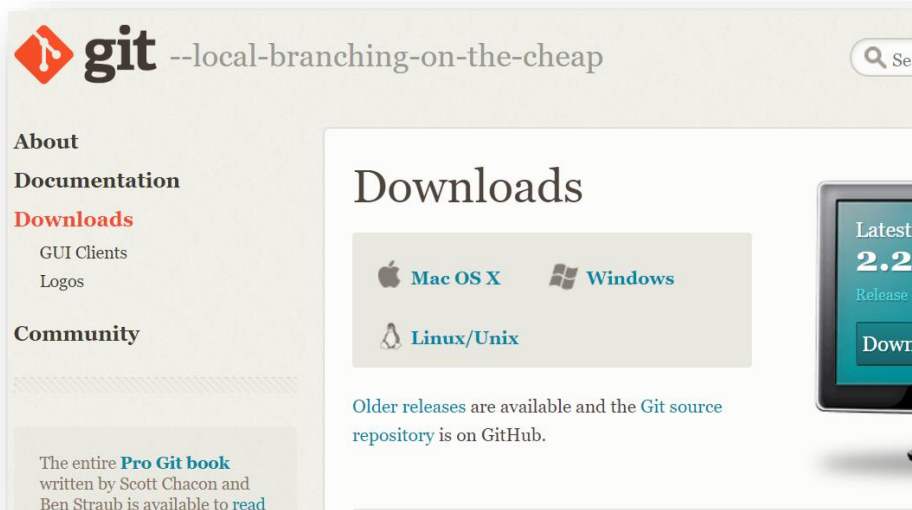 git --local-branching-on-the-cheap
About
Documentation
Downloads
GUI Clients
Logos
Community
The entire Pro Git book
written by Scott Chacon and
Ben Straub is available to read
Downloads
Mac OS X Windows
Linux/Unix
Older releases are available and the Git source
repository is on GitHub.
Latest
2.2
Release